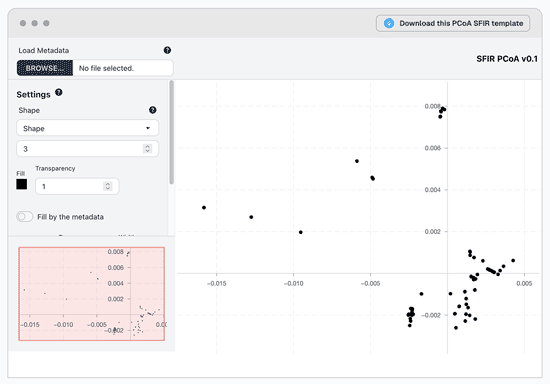 Download this PCoA SFIR template
Load Metadata ?
BROWSE... No file selected.
SFIR PCoA v0.1
Settings ?
Shape ?
Shape
3
Fill
Transparency
1
Fill by the metadata
0.008
0.006
0.004
0.002
−0.002
−0.015 −0.010 −0.005 0.005
0.008
0.006
0.004
0.002
−0.002
−0.015 −0.010 −0.005 0.00